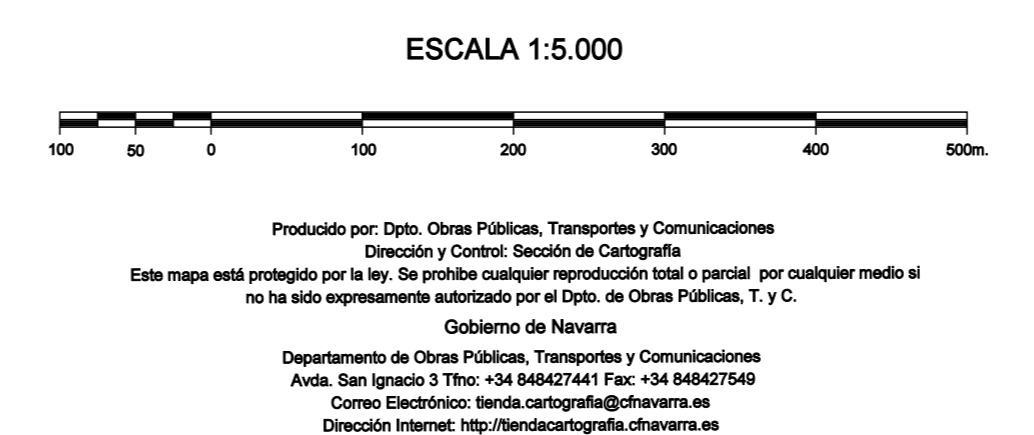 ESCALA 1:5.000
100 50 0 100 200 300 400 500m.
Producido por: Dpto. Obras Públicas, Transportes y Comunicaciones
Dirección y Control: Sección de Cartografía
Este mapa está protegido por la ley. Se prohibe cualquier reproducción total o parcial por cualquier medio si
no ha sido expresamente autorizado por el Dpto. de Obras Públicas, T. y C.
Gobierno de Navarra
Departamento de Obras Públicas, Transportes y Comunicaciones
Avda. San Ignacio 3 Tfno: +34 848427441 Fax: +34 848427549
Correo Electrónico: tienda.cartografia@cfnavarra.es
Dirección Internet: http://tiendacartografia.cfnavarra.es